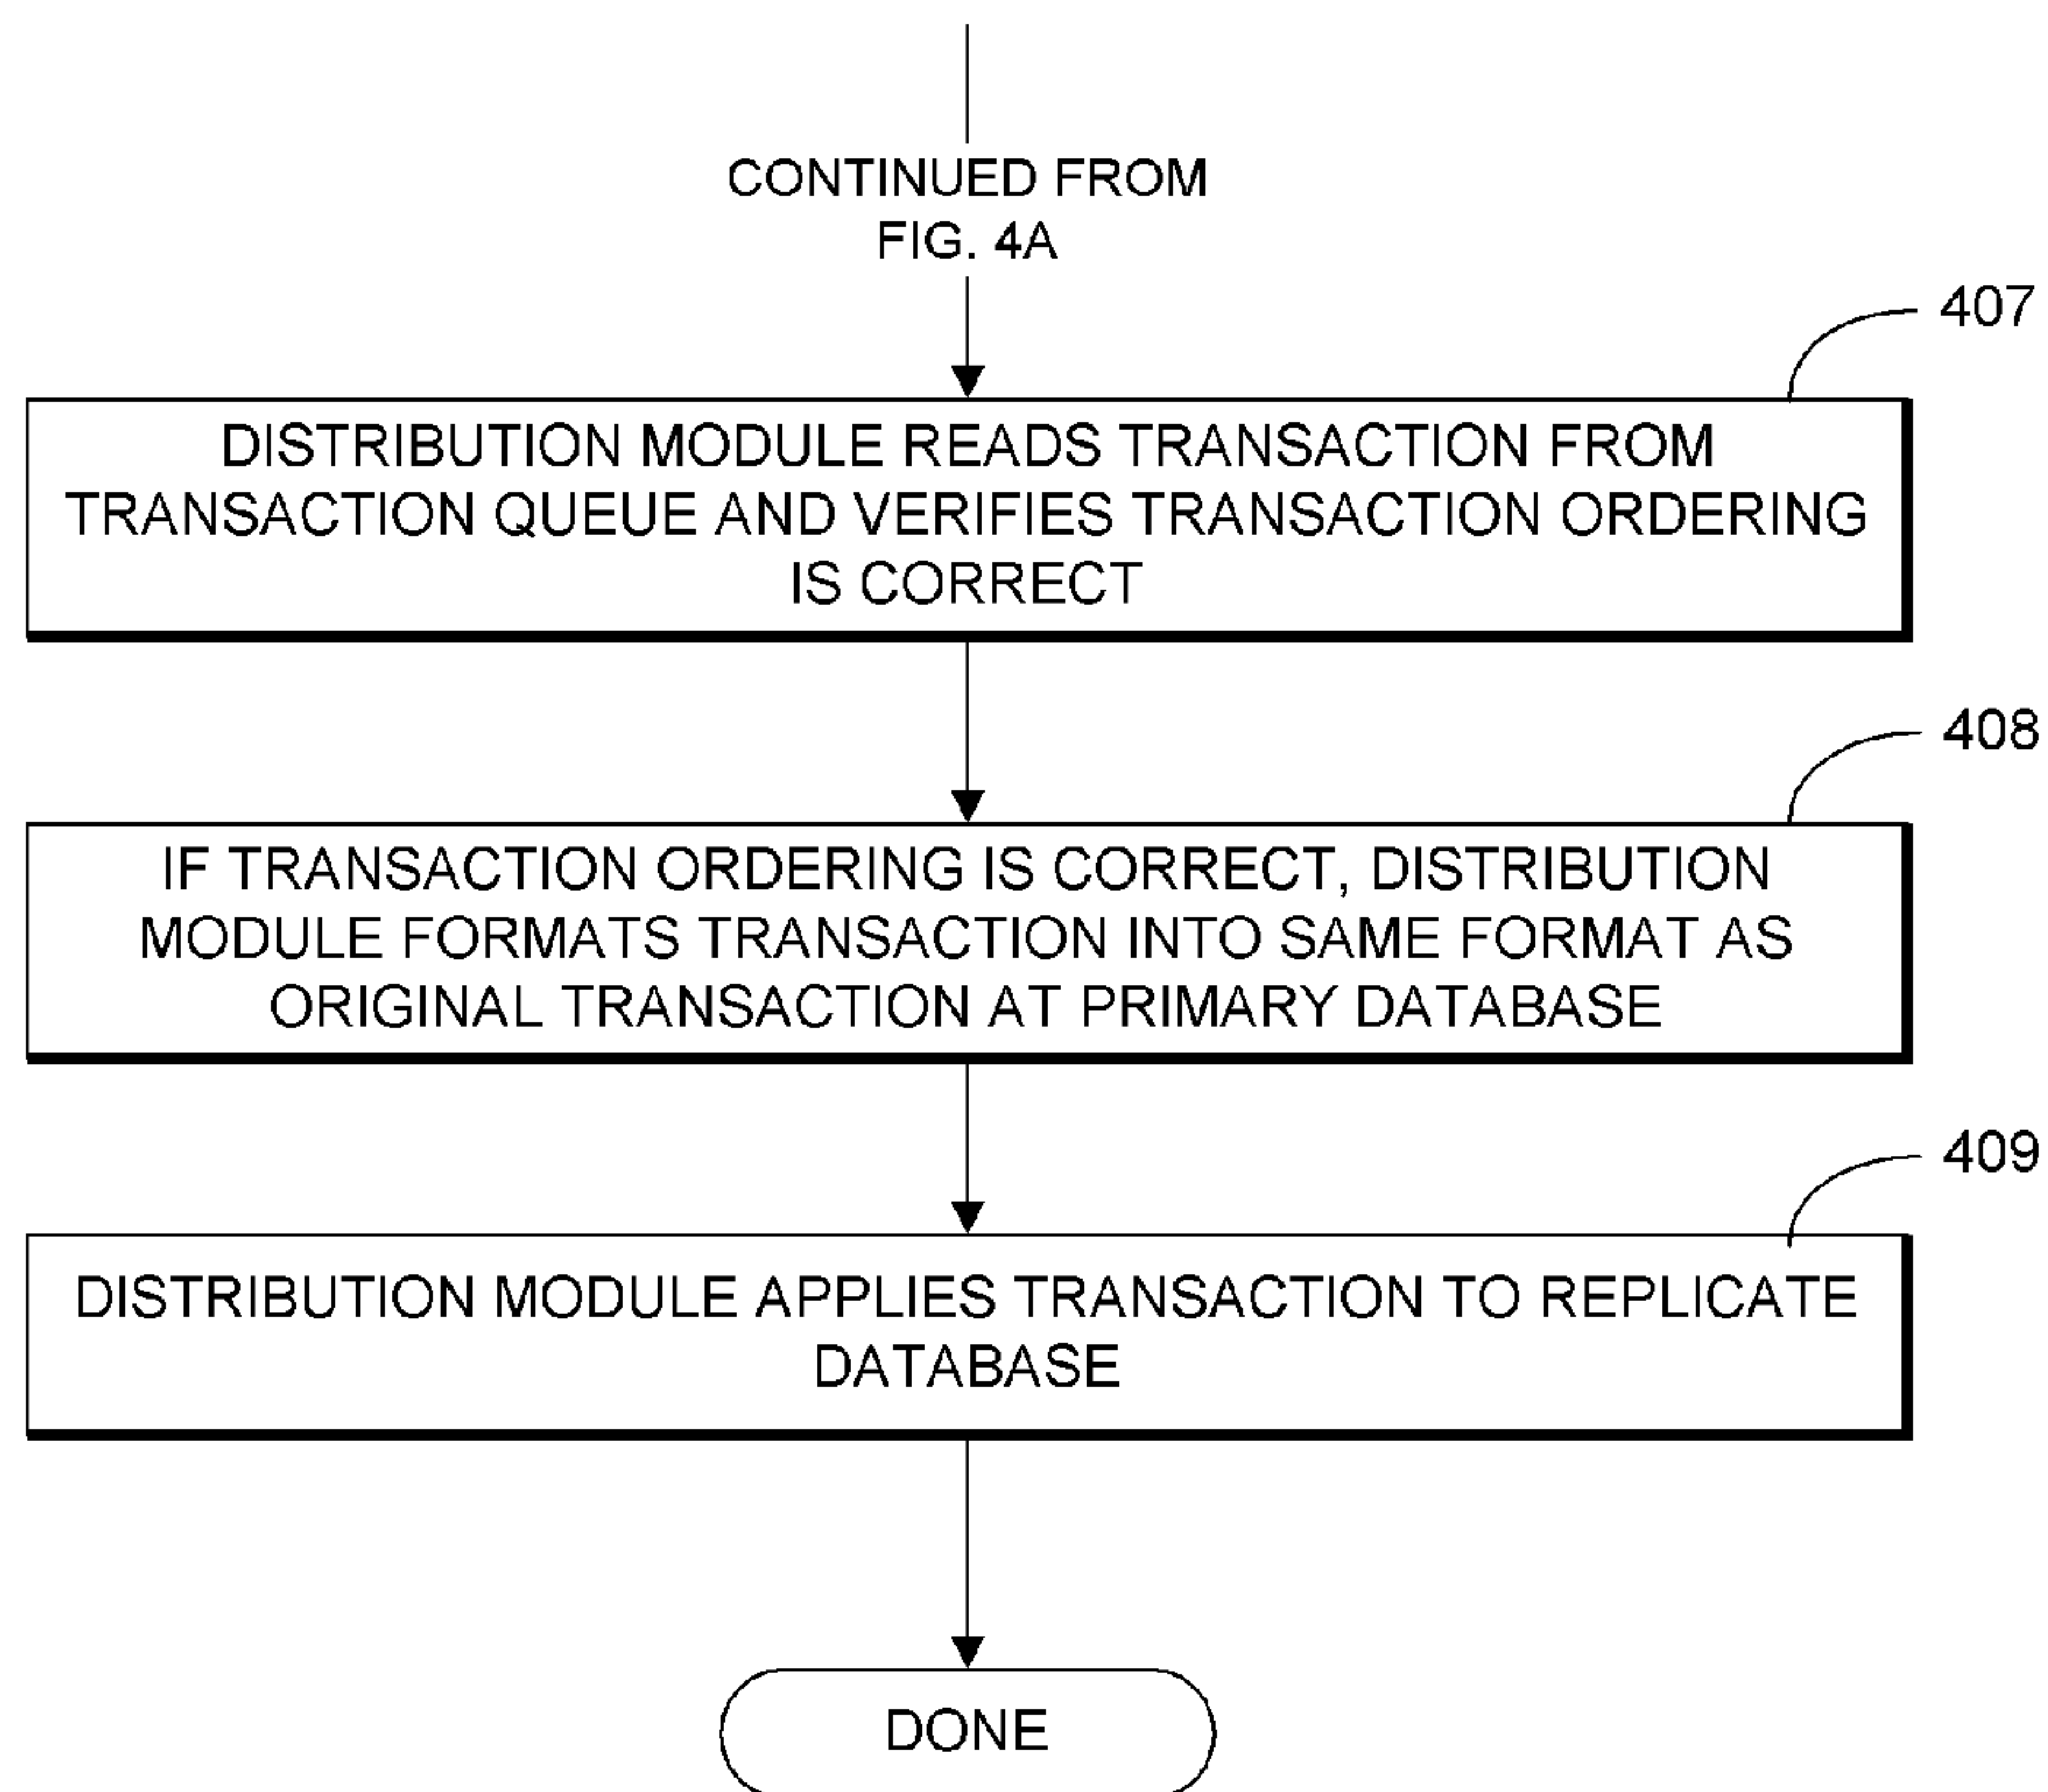 CONTINUED FROM
FIG. 4A
407
DISTRIBUTION MODULE READS TRANSACTION FROM
TRANSACTION QUEUE AND VERIFIES TRANSACTION ORDERING
IS CORRECT
408
IF TRANSACTION ORDERING IS CORRECT, DISTRIBUTION
MODULE FORMATS TRANSACTION INTO SAME FORMAT AS
ORIGINAL TRANSACTION AT PRIMARY DATABASE
409
DISTRIBUTION MODULE APPLIES TRANSACTION TO REPLICATE
DATABASE
DONE